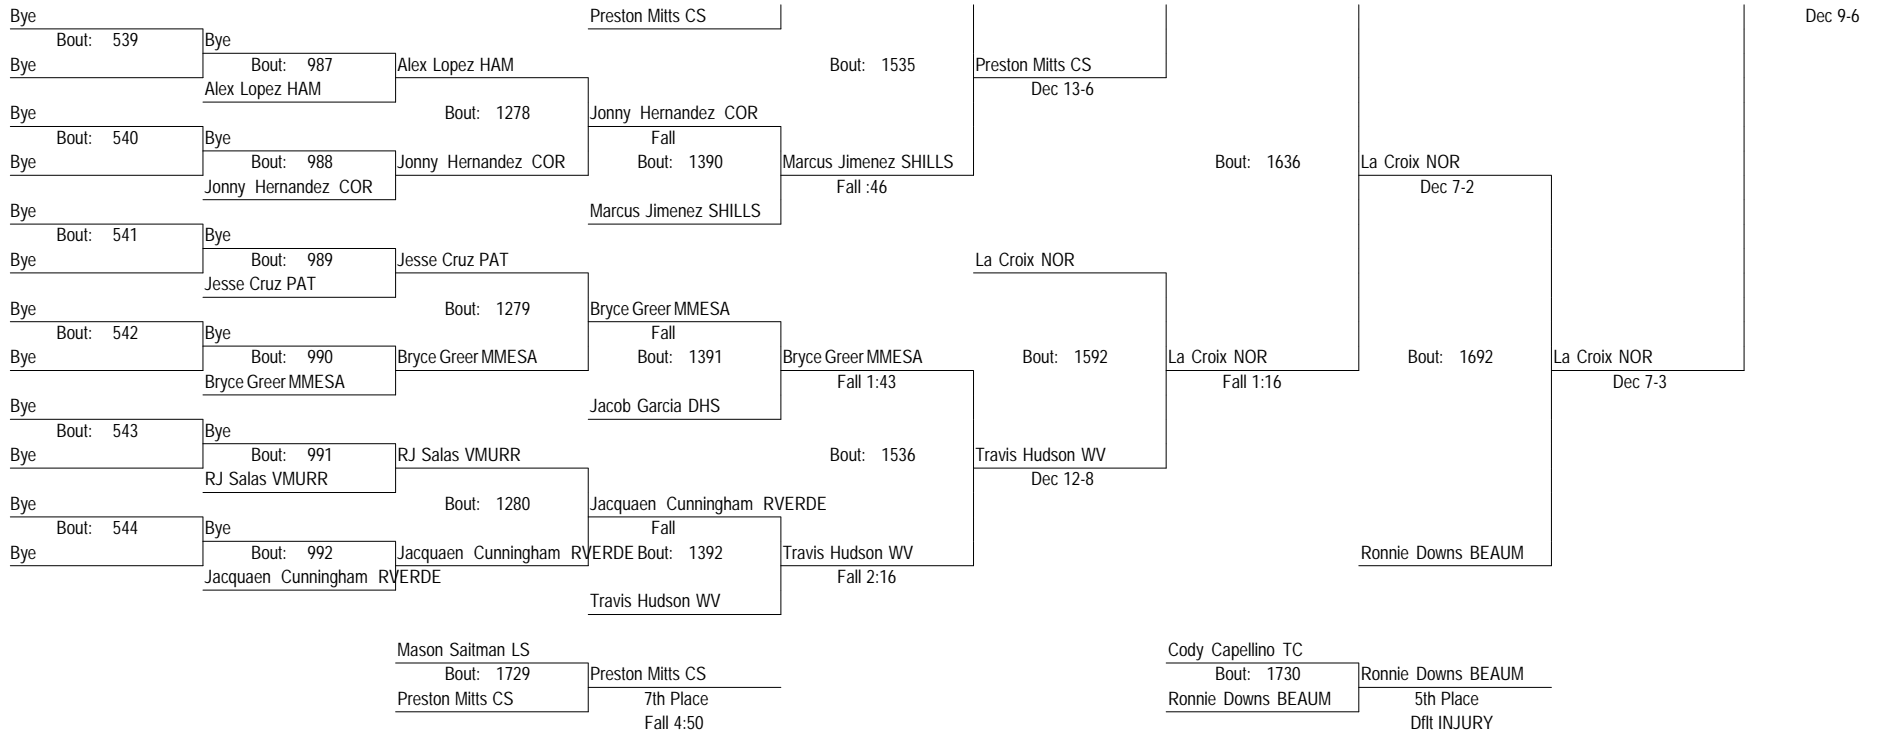 Bye Preston Mitts CS Dec 9-6
Bout: 539 Bye
Bye Bout: 987 Alex Lopez HAM Bout: 1535 Preston Mitts CS
Alex Lopez HAM Dec 13-6
Bye Bout: 1278 Jonny Hernandez COR
Bout: 540 Bye Fall
Bye Bout: 988 Jonny Hernandez COR Bout: 1390 Marcus Jimenez SHILLS Bout: 1636 La Croix NOR
Jonny Hernandez COR Fall :46 Dec 7-2
Bye Marcus Jimenez SHILLS
Bout: 541 Bye
Bye Bout: 989 Jesse Cruz PAT La Croix NOR
Jesse Cruz PAT
Bye Bout: 1279 Bryce Greer MMESA
Bout: 542 Bye Fall
Bye Bout: 990 Bryce Greer MMESA Bout: 1391 Bryce Greer MMESA Bout: 1592 La Croix NOR Bout: 1692 La Croix NOR
Bryce Greer MMESA Fall 1:43 Fall 1:16 Dec 7-3
Bye Jacob Garcia DHS
Bout: 543 Bye
Bye Bout: 991 RJ Salas VMURR Bout: 1536 Travis Hudson WV
RJ Salas VMURR Dec 12-8
Bye Bout: 1280 Jacquaen Cunningham RVERDE
Bout: 544 Bye Fall
Bye Bout: 992 Jacquaen Cunningham RVERDE Bout: 1392 Travis Hudson WV Ronnie Downs BEAUM
Jacquaen Cunningham RVERDE Fall 2:16
Travis Hudson WV
Mason Saitman LS Cody Capellino TC
Bout: 1729 Preston Mitts CS Bout: 1730 Ronnie Downs BEAUM
Preston Mitts CS 7th Place Ronnie Downs BEAUM 5th Place
Fall 4:50 Dflt INJURY